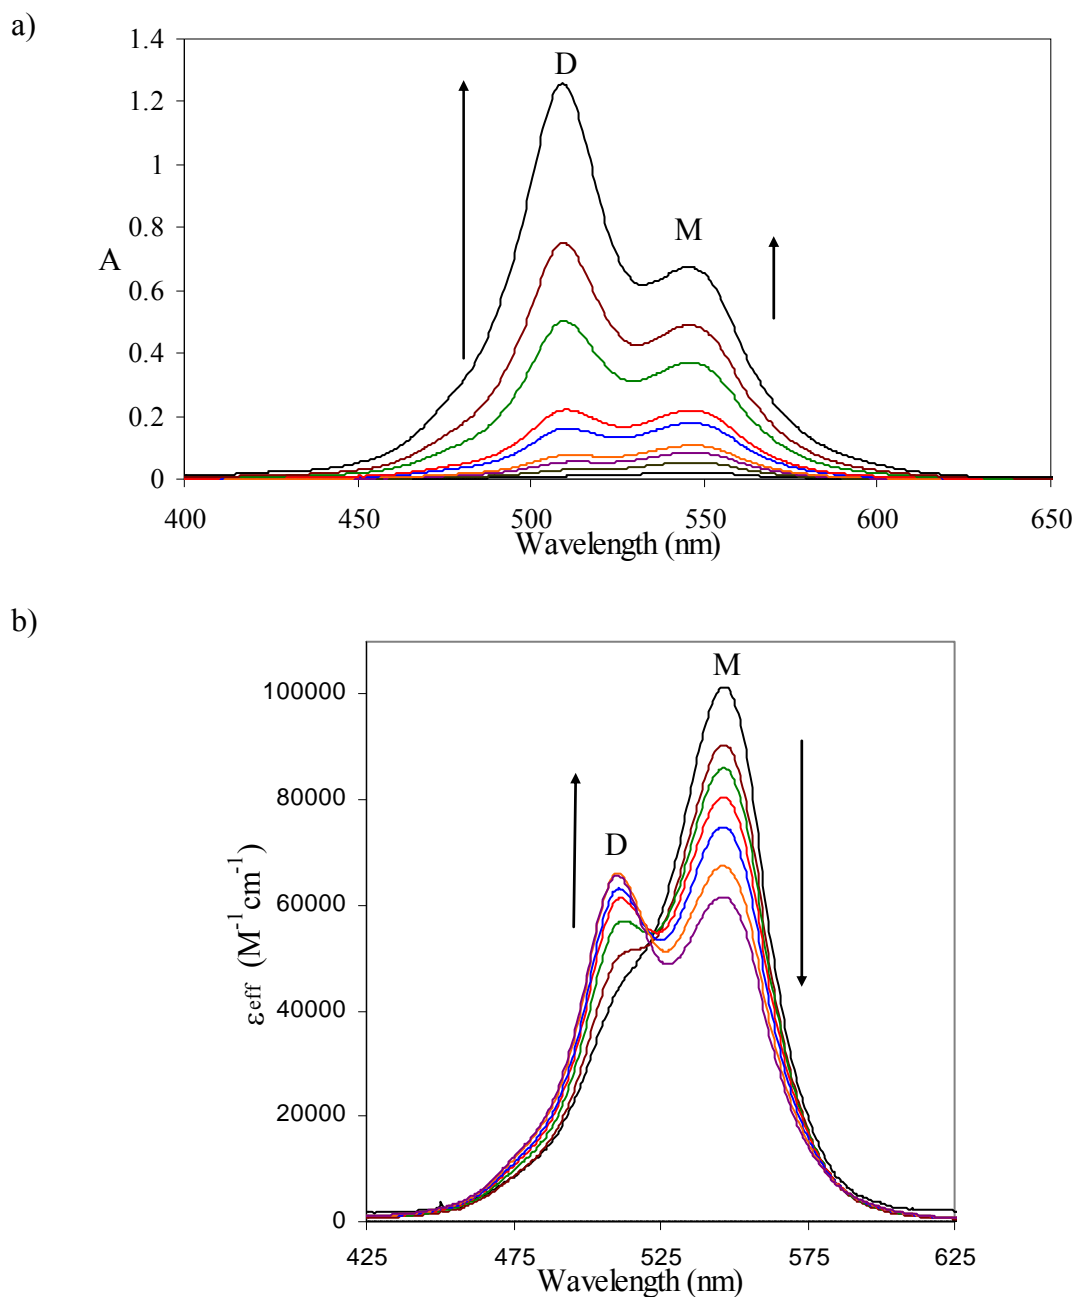 a)
1.4
D
1.2
1
0.8
M
A
0.6
0.4
0.2
0
400 450 500 550 600 650
Wavelength (nm)
b)
M
100000
80000
D
60000
εeff (M-1cm-1)
40000
20000
0
425 475 525 575 625
Wavelength (nm)